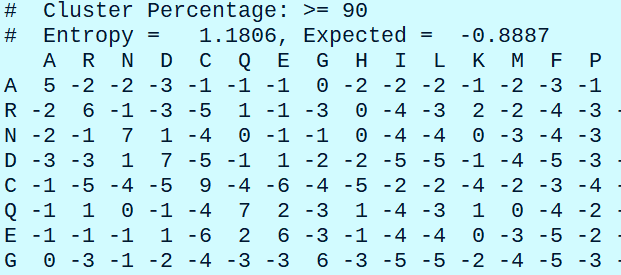 #  Cluster Percentage: >= 90
#  Entropy =   1.1806, Expected =  -0.8887
   A  R  N  D  C  Q  E  G  H  I  L  K  M  F  P
A  5 -2 -2 -3 -1 -1 -1  0 -2 -2 -2 -1 -2 -3 -1
R -2  6 -1 -3 -5  1 -1 -3  0 -4 -3  2 -2 -4 -3 -
N -2 -1  7  1 -4  0 -1 -1  0 -4 -4  0 -3 -4 -3
D -3 -3  1  7 -5 -1  1 -2 -2 -5 -5 -1 -4 -5 -3 -
C -1 -5 -4 -5  9 -4 -6 -4 -5 -2 -2 -4 -2 -3 -4 -
Q -1  1  0 -1 -4  7  2 -3  1 -4 -3  1  0 -4 -2 -
E -1 -1 -1  1 -6  2  6 -3 -1 -4 -4  0 -3 -5 -2 -
G  0 -3 -1 -2 -4 -3 -3  6 -3 -5 -5 -2 -4 -5 -3 -